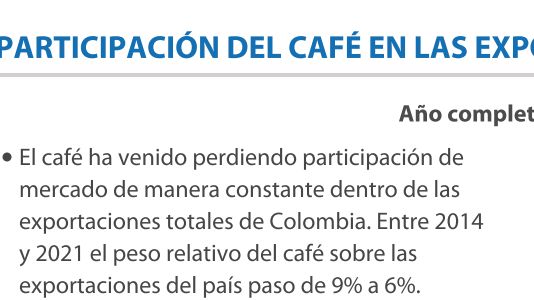 PARTICIPACIÓN DEL CAFÉ EN LAS
Año complet
• El café ha venido perdiendo participación de
mercado de manera constante dentro de las
exportaciones totales de Colombia. Entre 2014
y 2021 el peso relativo del café sobre las
exportaciones del país paso de 9% a 6%.